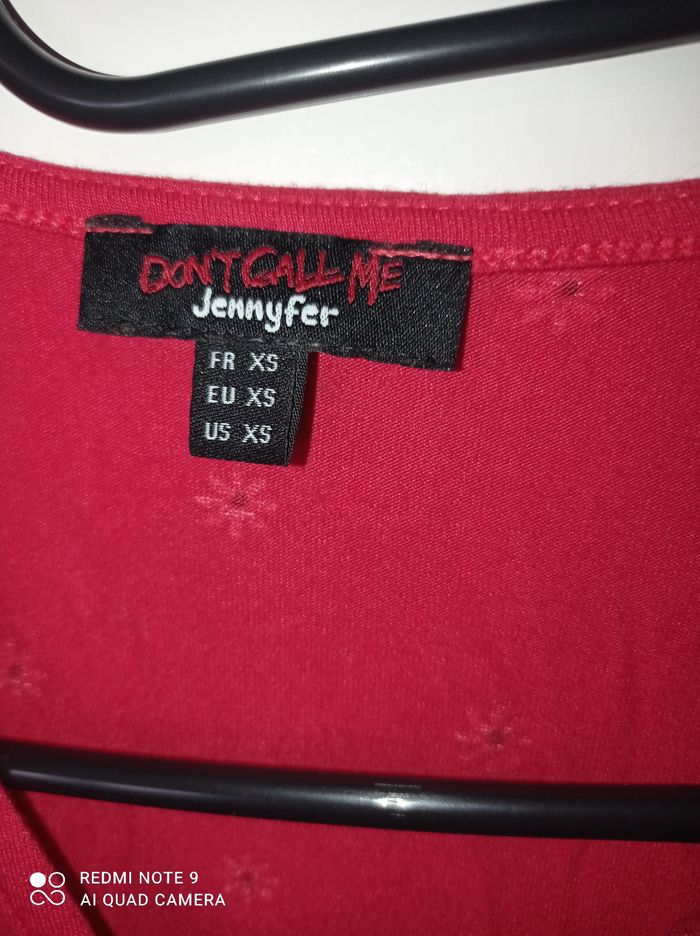 DON'T CALL ME
Jennyfer
FR XS
EU XS
US XS
REDMI NOTE 9
AI QUAD CAMERA